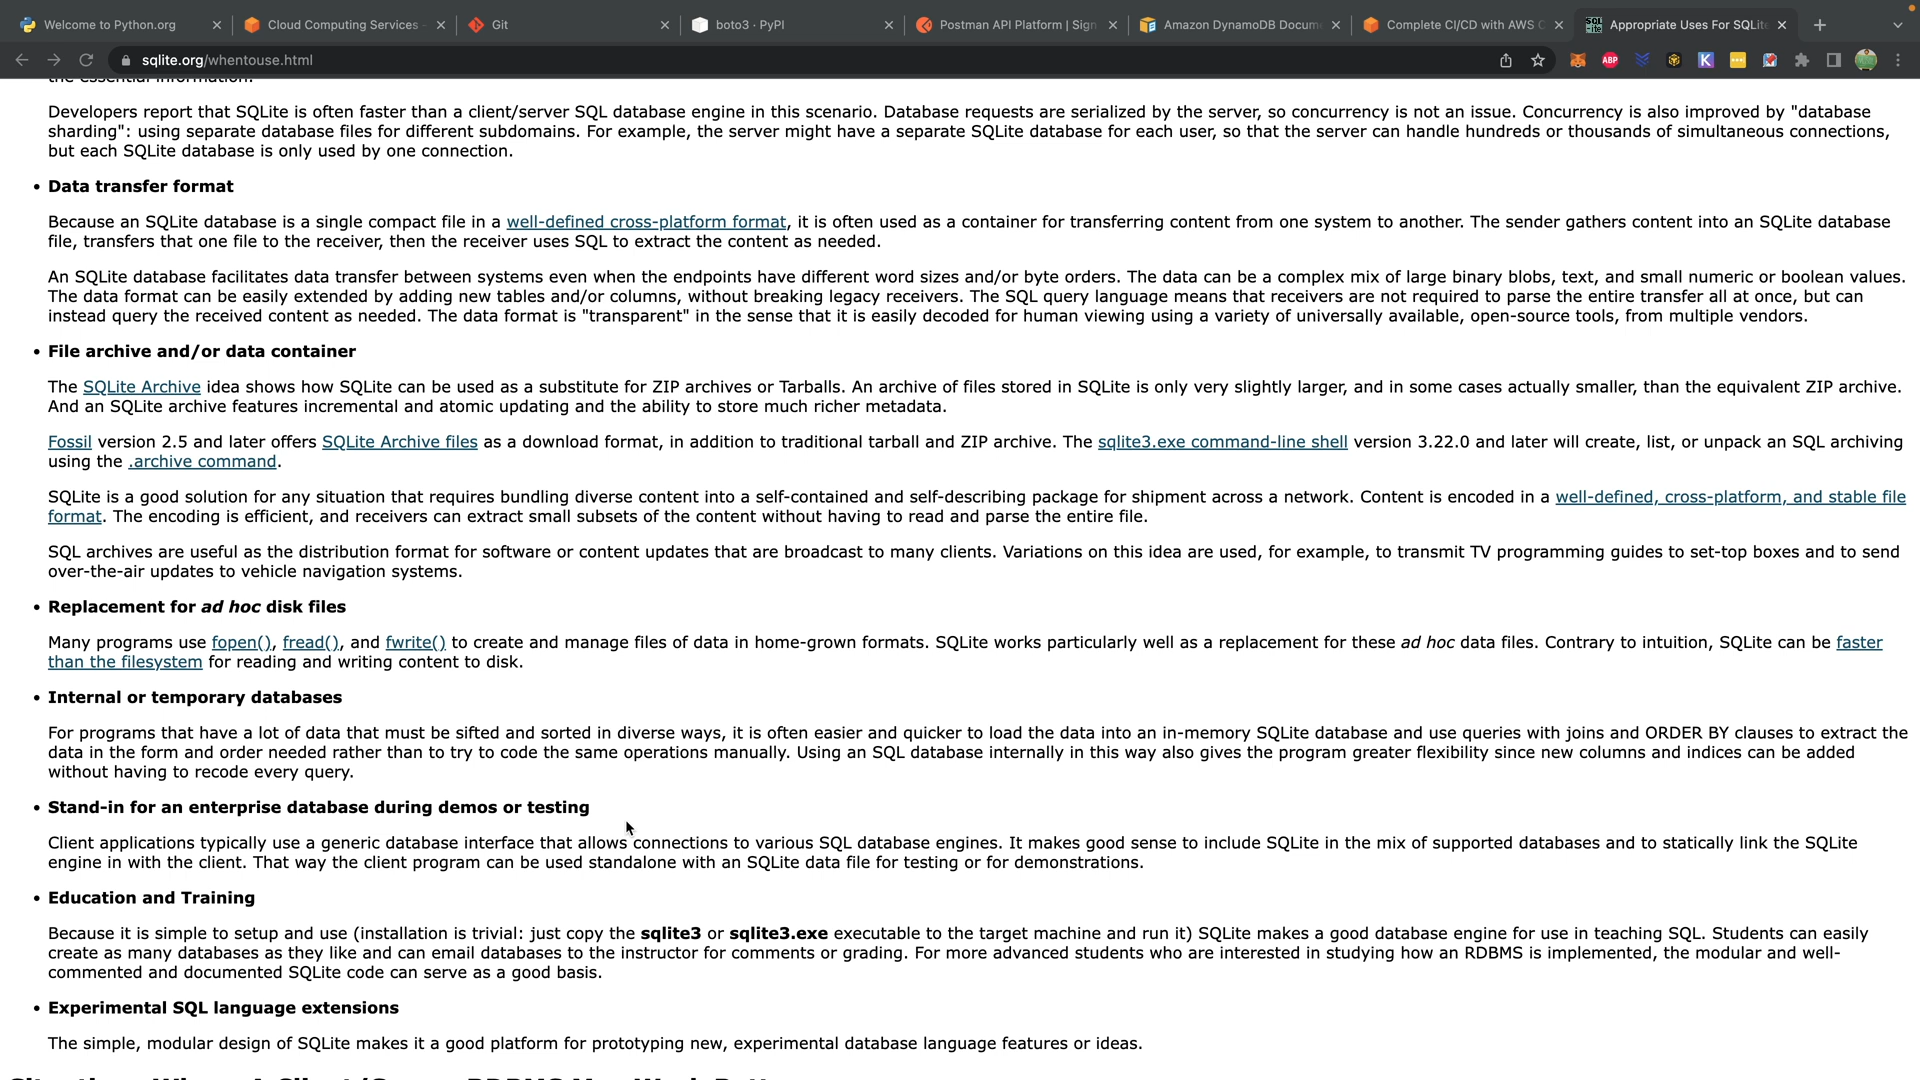 Welcome to Python.org
Cloud Computing Services -
Git
boto3 · PyPI
Postman API Platform | Sign
Amazon DynamoDB Docum
Complete CI/CD with AWS C
Appropriate Uses For SQLit
sqlite.org/whentouse.html
ABP
K
the essential information.
Developers report that SQLite is often faster than a client/server SQL database engine in this scenario. Database requests are serialized by the server, so concurrency is not an issue. Concurrency is also improved by "database
sharding": using separate database files for different subdomains. For example, the server might have a separate SQLite database for each user, so that the server can handle hundreds or thousands of simultaneous connections,
but each SQLite database is only used by one connection.
• Data transfer format
Because an SQLite database is a single compact file in a well-defined cross-platform format, it is often used as a container for transferring content from one system to another. The sender gathers content into an SQLite database
file, transfers that one file to the receiver, then the receiver uses SQL to extract the content as needed.
An SQLite database facilitates data transfer between systems even when the endpoints have different word sizes and/or byte orders. The data can be a complex mix of large binary blobs, text, and small numeric or boolean values.
The data format can be easily extended by adding new tables and/or columns, without breaking legacy receivers. The SQL query language means that receivers are not required to parse the entire transfer all at once, but can
instead query the received content as needed. The data format is "transparent" in the sense that it is easily decoded for human viewing using a variety of universally available, open-source tools, from multiple vendors.
• File archive and/or data container
The SQLite Archive idea shows how SQLite can be used as a substitute for ZIP archives or Tarballs. An archive of files stored in SQLite is only very slightly larger, and in some cases actually smaller, than the equivalent ZIP archive.
And an SQLite archive features incremental and atomic updating and the ability to store much richer metadata.
Fossil version 2.5 and later offers SQLite Archive files as a download format, in addition to traditional tarball and ZIP archive. The sqlite3.exe command-line shell version 3.22.0 and later will create, list, or unpack an SQL archiving
using the .archive command.
SQLite is a good solution for any situation that requires bundling diverse content into a self-contained and self-describing package for shipment across a network. Content is encoded in a well-defined, cross-platform, and stable file
format. The encoding is efficient, and receivers can extract small subsets of the content without having to read and parse the entire file.
SQL archives are useful as the distribution format for software or content updates that are broadcast to many clients. Variations on this idea are used, for example, to transmit TV programming guides to set-top boxes and to send
over-the-air updates to vehicle navigation systems.
• Replacement for ad hoc disk files
Many programs use fopen(), fread(), and fwrite() to create and manage files of data in home-grown formats. SQLite works particularly well as a replacement for these ad hoc data files. Contrary to intuition, SQLite can be faster
than the filesystem for reading and writing content to disk.
• Internal or temporary databases
For programs that have a lot of data that must be sifted and sorted in diverse ways, it is often easier and quicker to load the data into an in-memory SQLite database and use queries with joins and ORDER BY clauses to extract the
data in the form and order needed rather than to try to code the same operations manually. Using an SQL database internally in this way also gives the program greater flexibility since new columns and indices can be added
without having to recode every query.
• Stand-in for an enterprise database during demos or testing
Client applications typically use a generic database interface that allows connections to various SQL database engines. It makes good sense to include SQLite in the mix of supported databases and to statically link the SQLite
engine in with the client. That way the client program can be used standalone with an SQLite data file for testing or for demonstrations.
• Education and Training
Because it is simple to setup and use (installation is trivial: just copy the sqlite3 or sqlite3.exe executable to the target machine and run it) SQLite makes a good database engine for use in teaching SQL. Students can easily
create as many databases as they like and can email databases to the instructor for comments or grading. For more advanced students who are interested in studying how an RDBMS is implemented, the modular and well-
commented and documented SQLite code can serve as a good basis.
• Experimental SQL language extensions
The simple, modular design of SQLite makes it a good platform for prototyping new, experimental database language features or ideas.